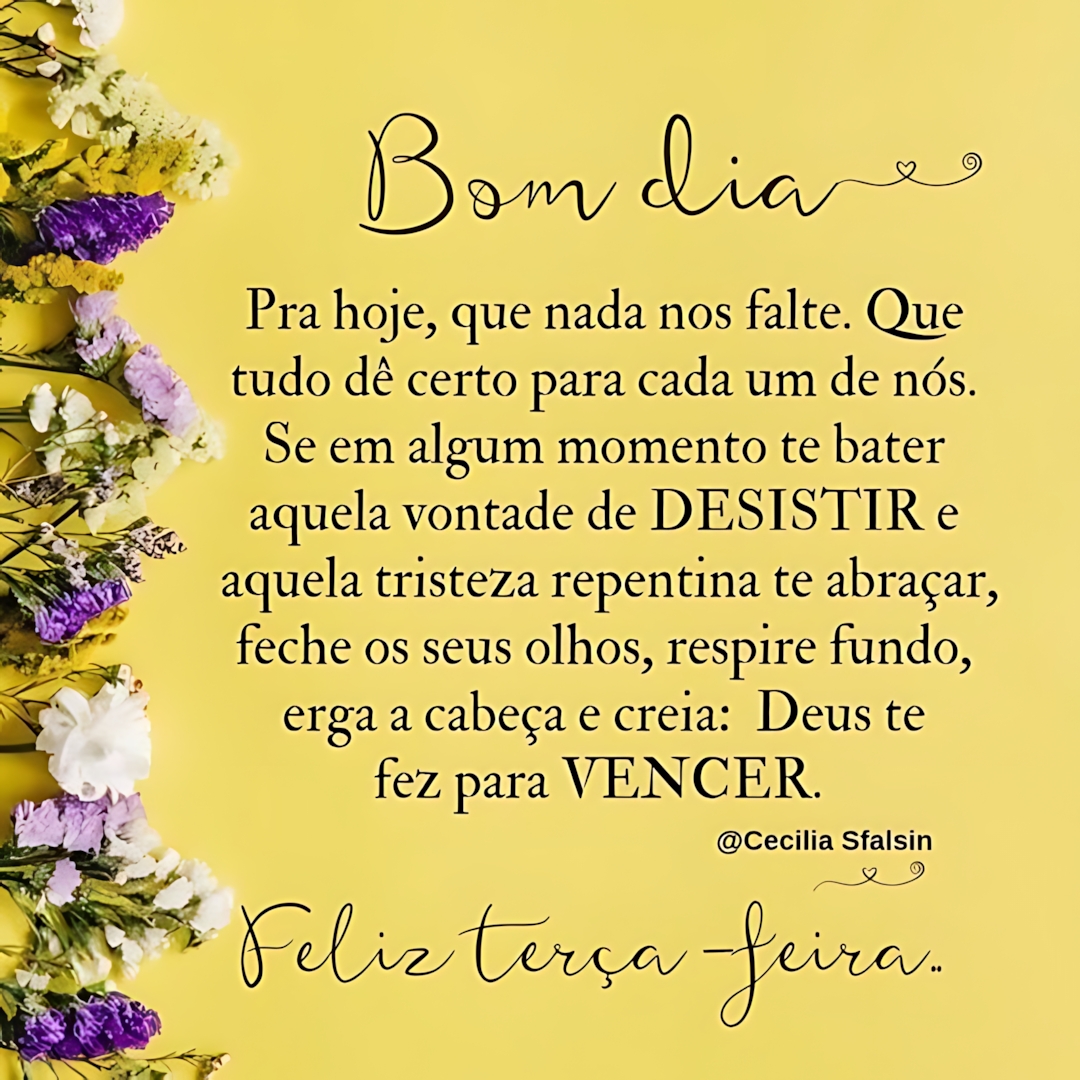 Bom dia
Pra hoje, que nada nos falte. Que
tudo dê certo para cada um de nós.
Se em algum momento te bater
aquela vontade de DESISTIR e
aquela tristeza repentina te abraçar,
feche os seus olhos, respire fundo,
erga a cabeça e creia: Deus te
fez para VENCER.
@Cecilia Sfalsin
Feliz terça-feira..